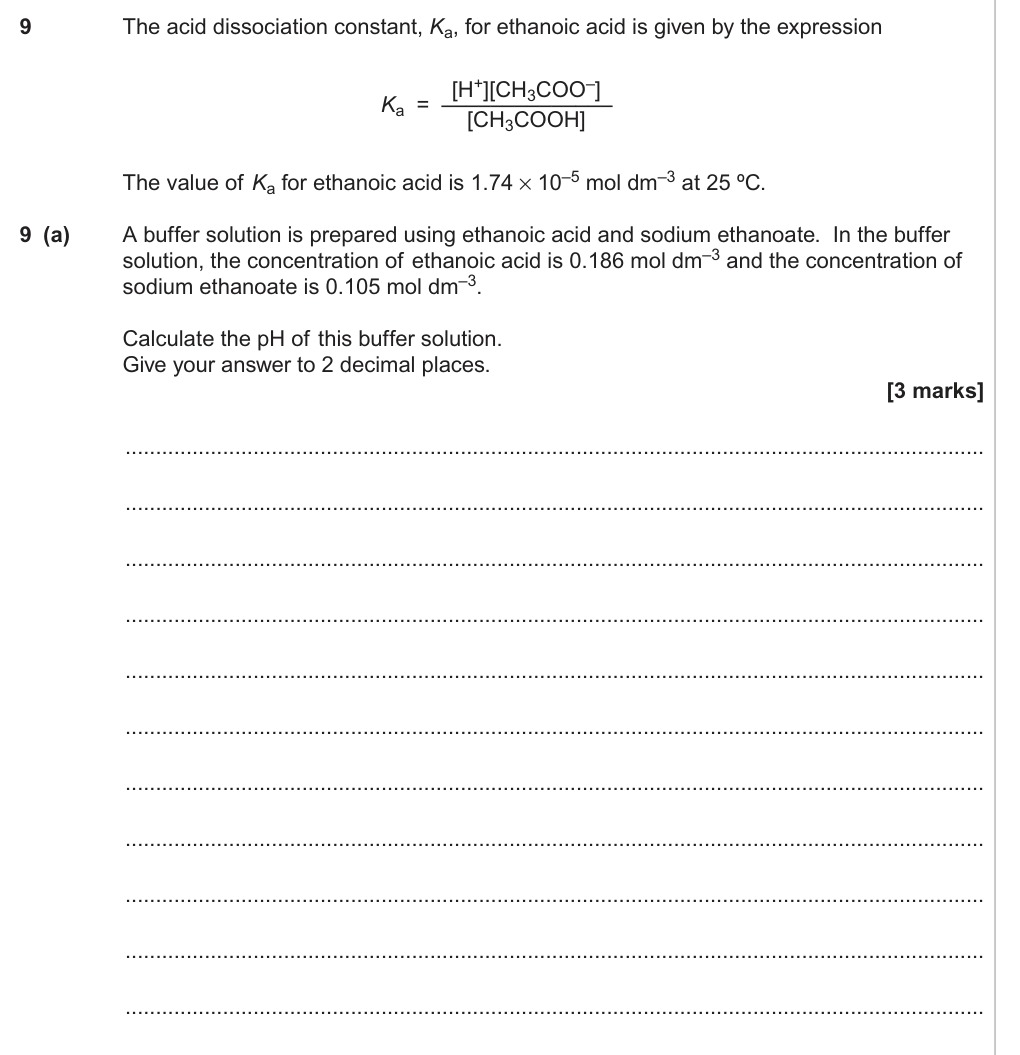 9 The acid dissociation constant, Kₐ, for ethanoic acid is given by the expression
Kₐ = [H⁺][CH₃COO⁻]
[CH₃COOH]
The value of Kₐ for ethanoic acid is 1.74 × 10⁻⁵ mol dm⁻³ at 25 ºC.
9 (a) A buffer solution is prepared using ethanoic acid and sodium ethanoate. In the buffer
solution, the concentration of ethanoic acid is 0.186 mol dm⁻³ and the concentration of
sodium ethanoate is 0.105 mol dm⁻³.
Calculate the pH of this buffer solution.
Give your answer to 2 decimal places.
[3 marks]